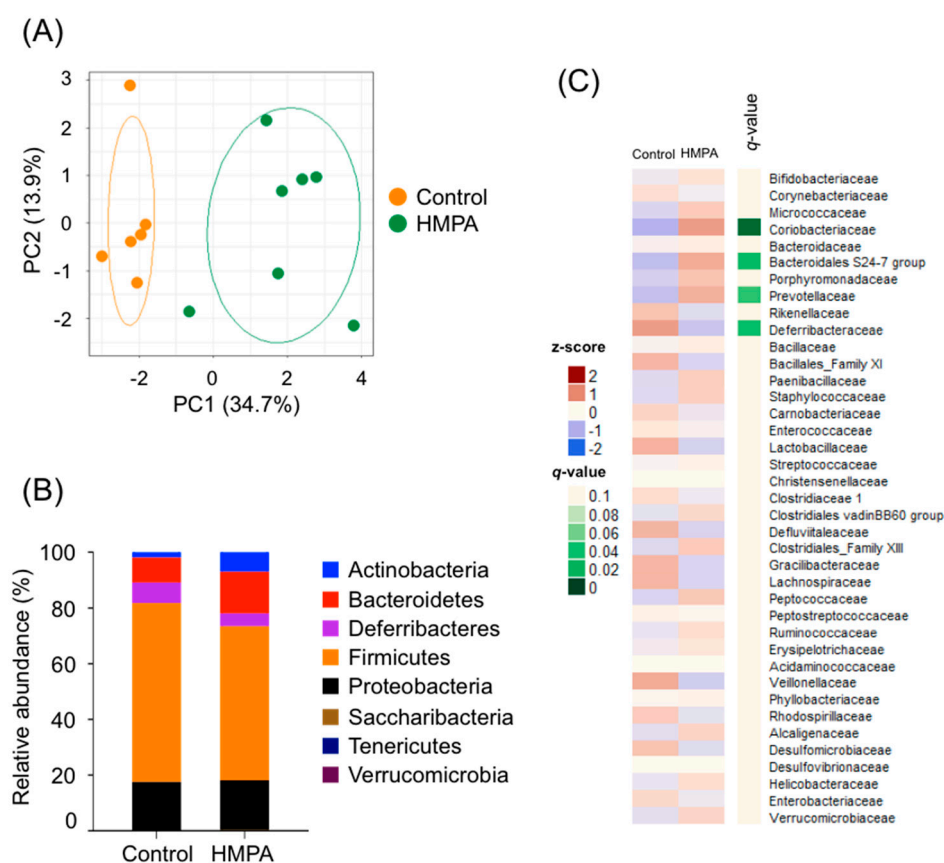 (A)
3
2
1
0
-1
-2
-2
0
2
4
PC2 (13.9%)
PC1 (34.7%)
Control
HMPA
(B)
100
80
60
40
20
0
Relative abundance (%)
Control
HMPA
Actinobacteria
Bacteroidetes
Deferribacteres
Firmicutes
Proteobacteria
Saccharibacteria
Tenericutes
Verrucomicrobia
(C)
Control
HMPA
q-value
z-score
2
1
0
-1
-2
q-value
0.1
0.08
0.06
0.04
0.02
0
Bifidobacteriaceae
Corynebacteriaceae
Micrococcaceae
Coriobacteriaceae
Bacteroidaceae
Bacteroidales S24-7 group
Porphyromonadaceae
Prevotellaceae
Rikenellaceae
Deferribacteraceae
Bacillaceae
Bacillales_Family XI
Paenibacillaceae
Staphylococcaceae
Carnobacteriaceae
Enterococcaceae
Lactobacillaceae
Streptococcaceae
Christensenellaceae
Clostridiaceae 1
Clostridiales vadinBB60 group
Defluviitaleaceae
Clostridiales_Family XIII
Gracilibacteraceae
Lachnospiraceae
Peptococcaceae
Peptostreptococcaceae
Ruminococcaceae
Erysipelotrichaceae
Acidaminococcaceae
Veillonellaceae
Phyllobacteriaceae
Rhodospirillaceae
Alcaligenaceae
Desulfomicrobiaceae
Desulfovibrionaceae
Helicobacteraceae
Enterobacteriaceae
Verrucomicrobiaceae